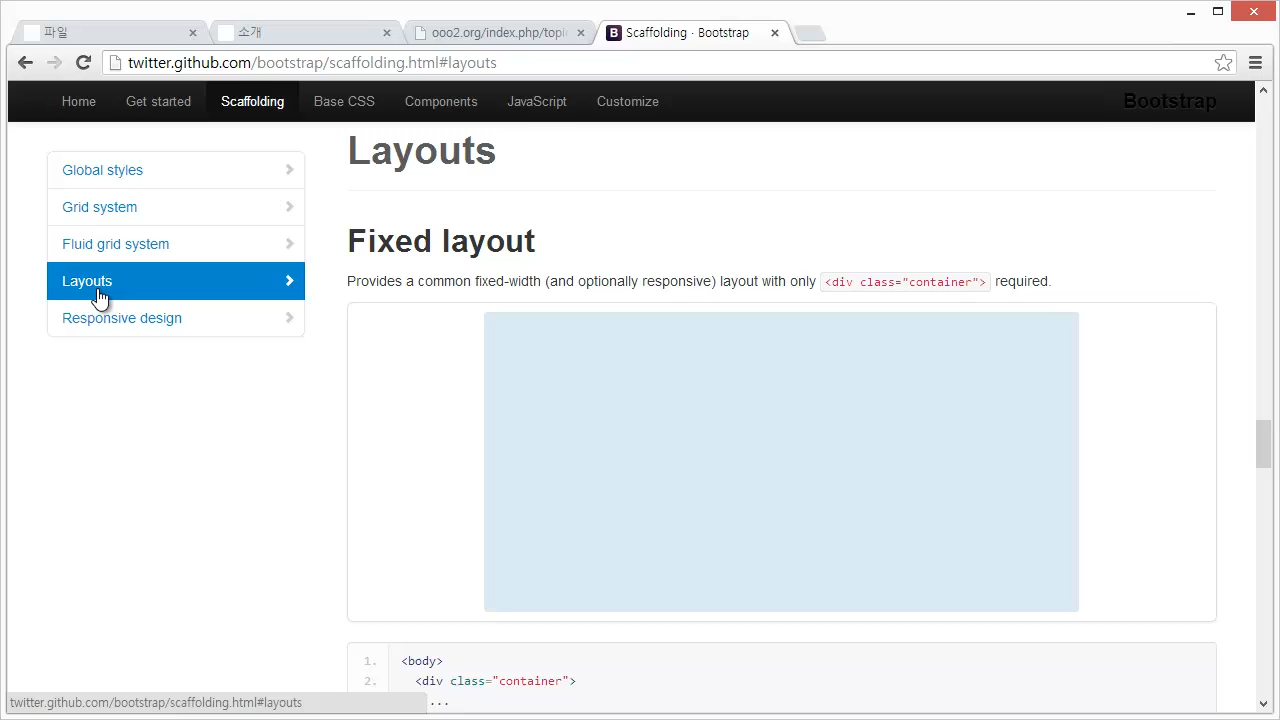 파일
소개
ooo2.org/index.php/topi
B Scaffolding · Bootstrap
twitter.github.com/bootstrap/scaffolding.html#layouts
Home Get started Scaffolding Base CSS Components JavaScript Customize Bootstrap
Global styles
Grid system
Fluid grid system
Layouts
Responsive design
Layouts
Fixed layout
Provides a common fixed-width (and optionally responsive) layout with only <div class="container"> required.
1. <body>
2. <div class="container">
...
twitter.github.com/bootstrap/scaffolding.html#layouts